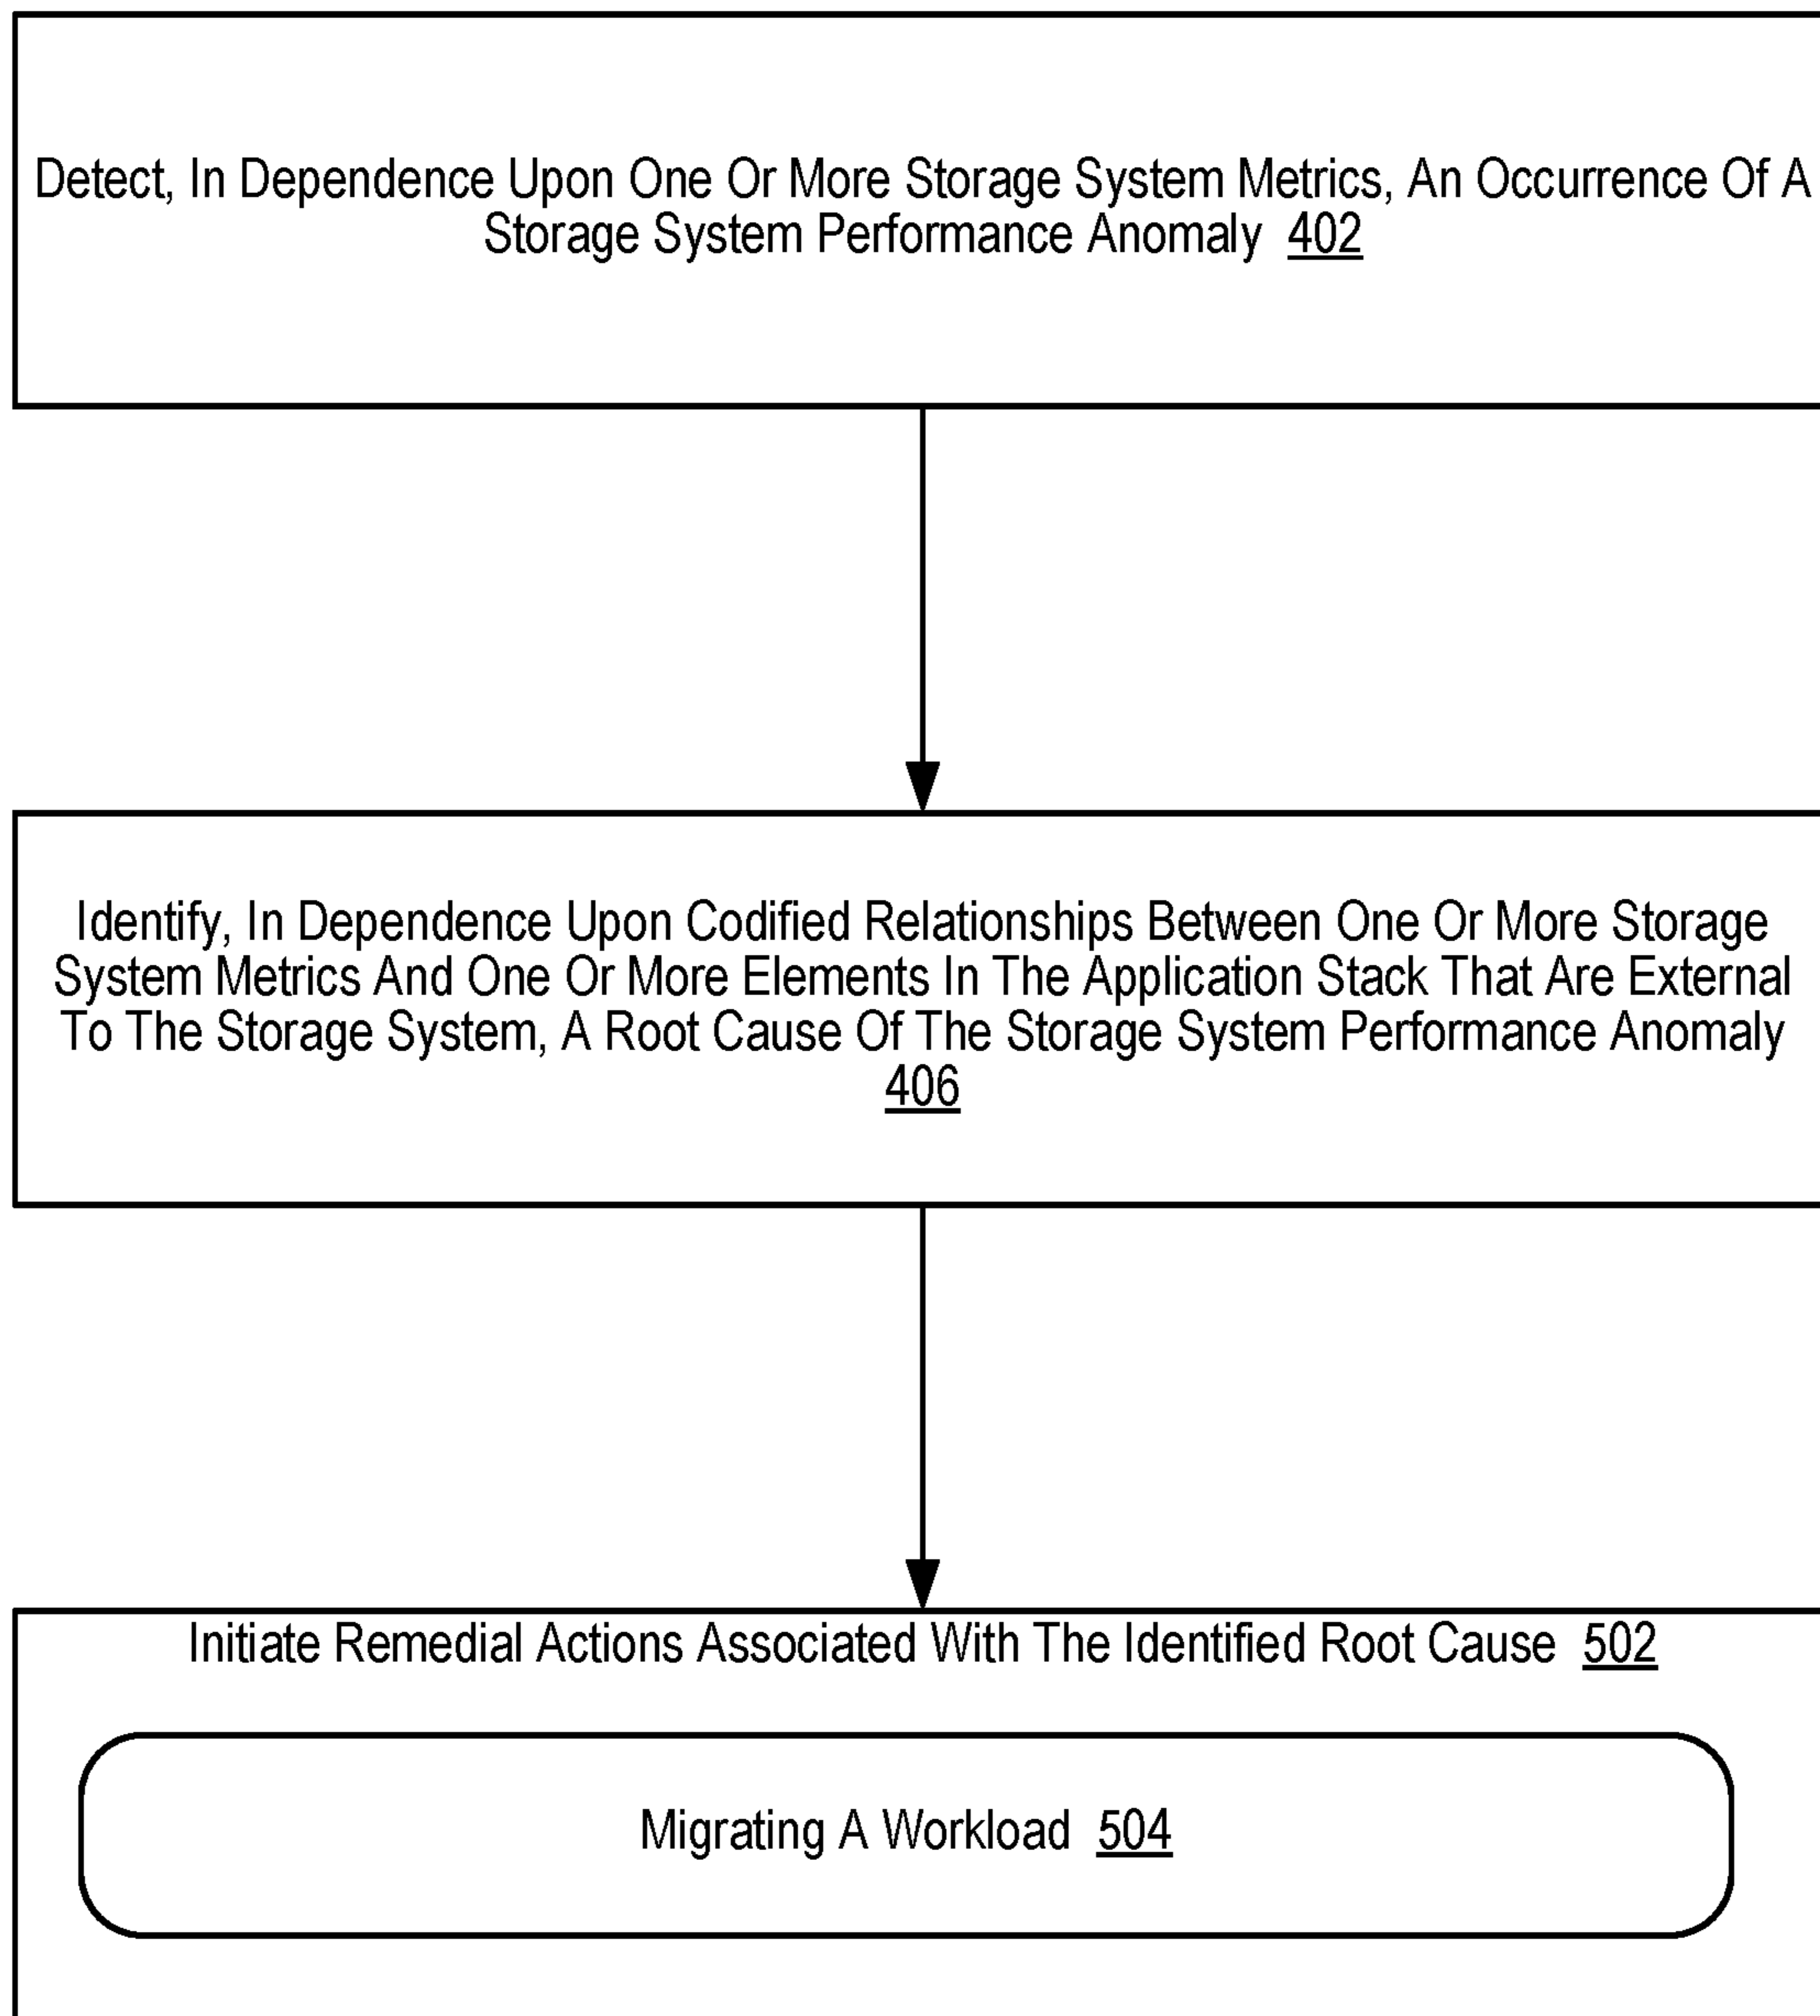 Detect, In Dependence Upon One Or More Storage System Metrics, An Occurrence Of A
Storage System Performance Anomaly 402
Identify, In Dependence Upon Codified Relationships Between One Or More Storage
System Metrics And One Or More Elements In The Application Stack That Are External
To The Storage System, A Root Cause Of The Storage System Performance Anomaly
406
Initiate Remedial Actions Associated With The Identified Root Cause 502
Migrating A Workload 504